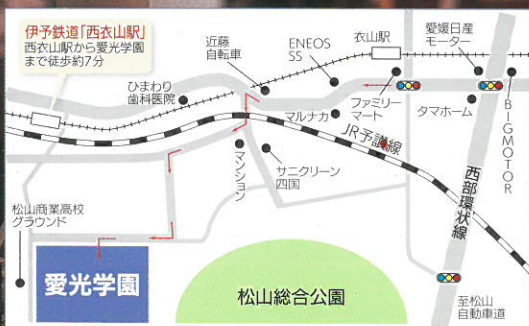 伊予鉄道「西衣山駅」
西衣山駅から愛光学園
まで徒歩約7分
近藤
自転車
ENEOS
SS
衣山駅
愛媛日産
モーター
ひまわり
歯科医院
マルナカ
ファミリー
マート
タマホーム
BIGMOTOR
JR予讃線
マンション
サニクリーン
四国
西部環状線
松山商業高校
グラウンド
愛光学園
松山総合公園
至松山
自動車道